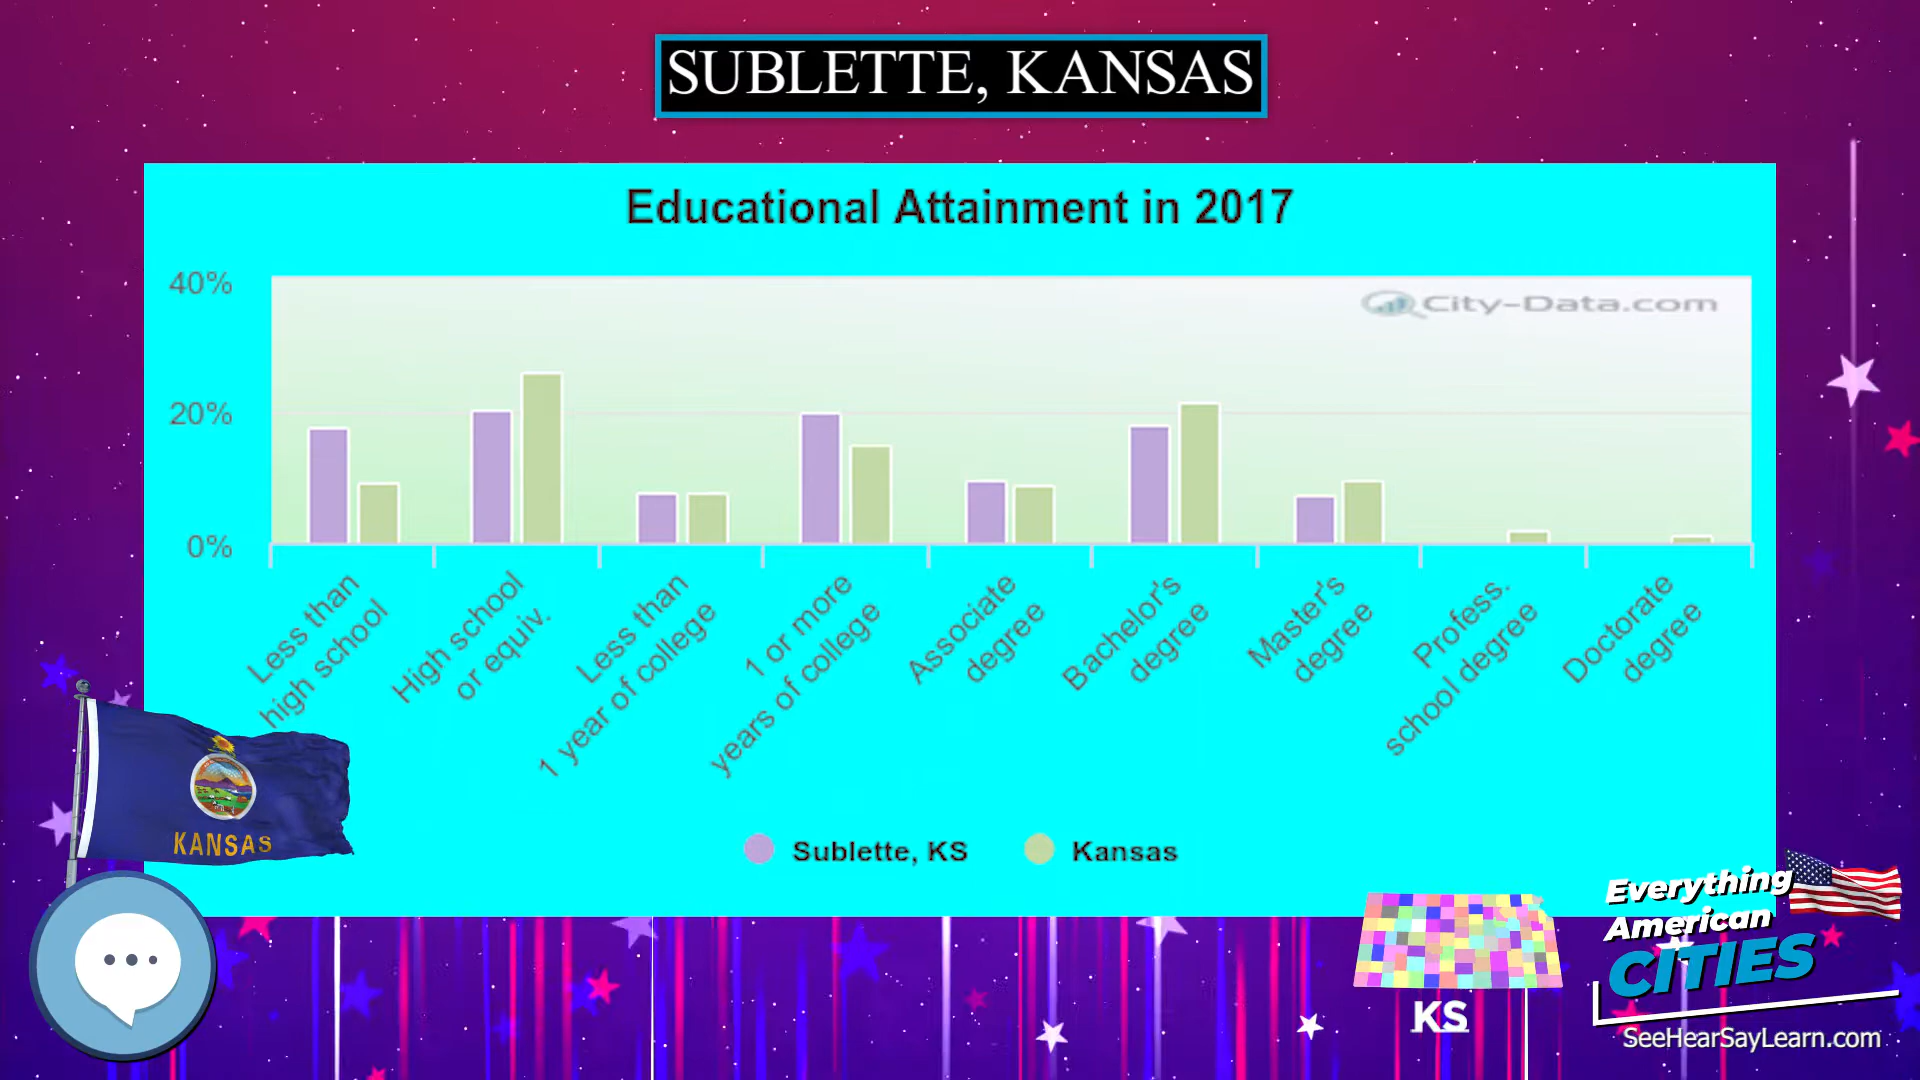 SUBLETTE, KANSAS
Educational Attainment in 2017
City-Data.com
40%
20%
0%
Less than
high school
High school
or equiv.
Less than
1 year of college
1 or more
years of college
Associate
degree
Bachelor's
degree
Master's
degree
Profess.
school degree
Doctorate
degree
Sublette, KS
Kansas
KANSAS
KS
Everything
American
CITIES
SeeHearSayLearn.com